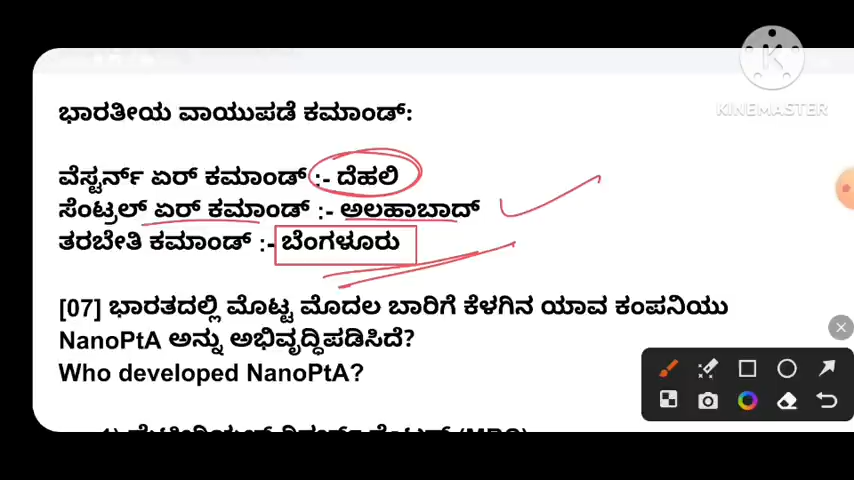 KINEMASTER
ಭಾರತೀಯ ವಾಯುಪಡೆ ಕಮಾಂಡ್:
ವೆಸ್ಟರ್ನ್ ಏರ್ ಕಮಾಂಡ್ :- ದೆಹಲಿ
ಸೆಂಟ್ರಲ್ ಏರ್ ಕಮಾಂಡ್ :- ಅಲಹಾಬಾದ್
ತರಬೇತಿ ಕಮಾಂಡ್ :- ಬೆಂಗಳೂರು
[07] ಭಾರತದಲ್ಲಿ ಮೊಟ್ಟ ಮೊದಲ ಬಾರಿಗೆ ಕೆಳಗಿನ ಯಾವ ಕಂಪನಿಯು
NanoPtA ಅನ್ನು ಅಭಿವೃದ್ಧಿಪಡಿಸಿದೆ?
Who developed NanoPtA?